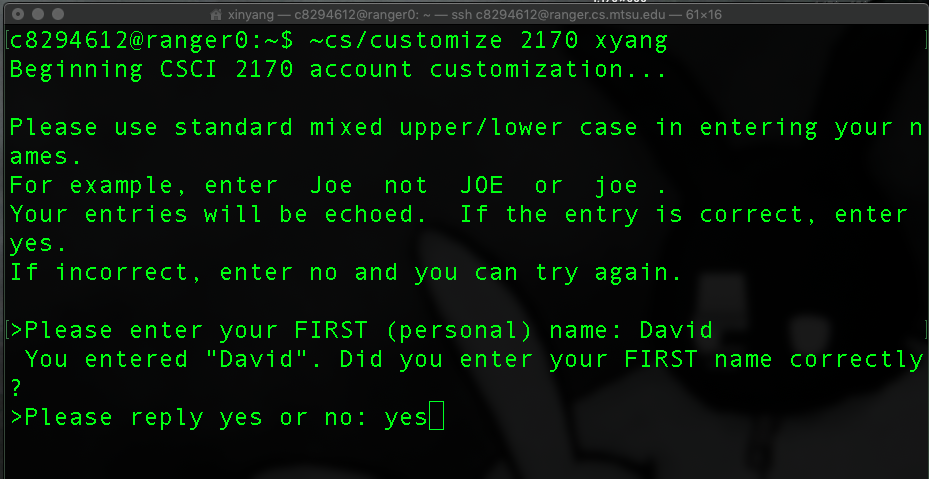 xinyang — c8294612@ranger0: ~ — ssh c8294612@ranger.cs.mtsu.edu — 61×16
c8294612@ranger0:~$ ~cs/customize 2170 xyang
Beginning CSCI 2170 account customization...
Please use standard mixed upper/lower case in entering your n
ames.
For example, enter  Joe  not  JOE  or  joe .
Your entries will be echoed.  If the entry is correct, enter
yes.
If incorrect, enter no and you can try again.
>Please enter your FIRST (personal) name: David
 You entered "David". Did you enter your FIRST name correctly
?
>Please reply yes or no: yes